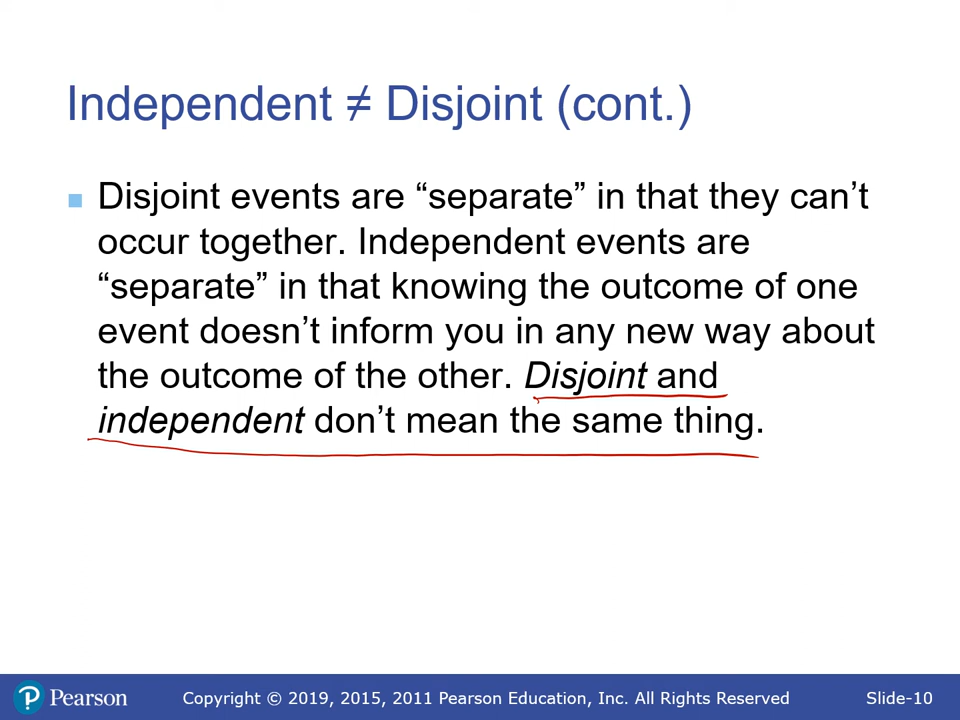 Independent ≠ Disjoint (cont.)
Disjoint events are “separate” in that they can’t
occur together. Independent events are
“separate” in that knowing the outcome of one
event doesn’t inform you in any new way about
the outcome of the other. Disjoint and
independent don’t mean the same thing.
Pearson
Copyright © 2019, 2015, 2011 Pearson Education, Inc. All Rights Reserved
Slide-10